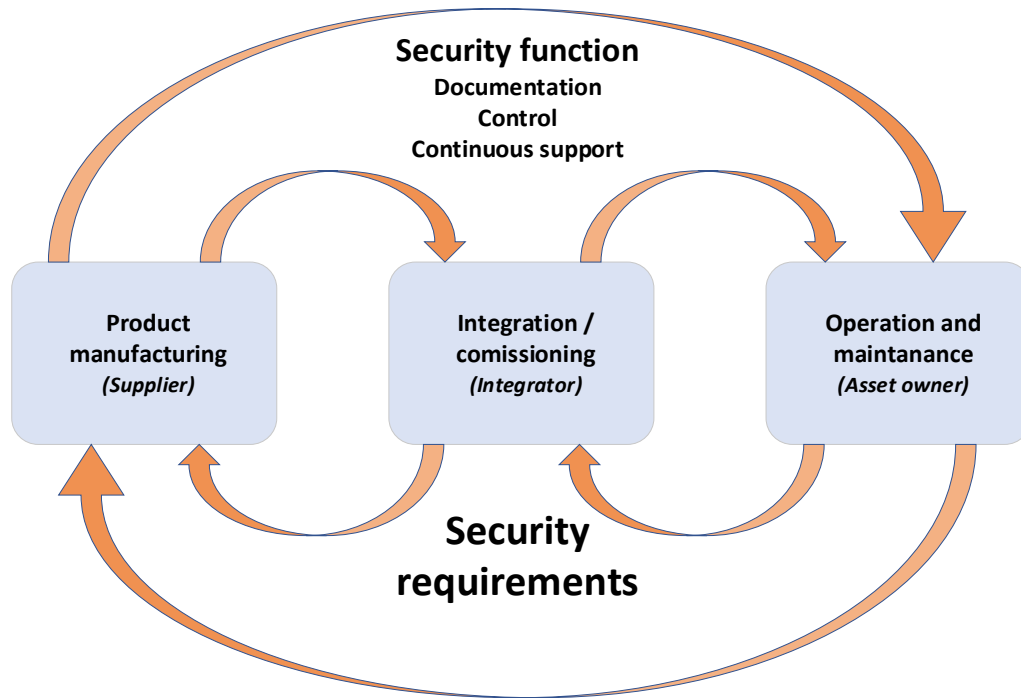 Security function
Documentation
Control
Continuous support
Product
manufacturing
(Supplier)
Integration /
comissioning
(Integrator)
Operation and
maintanance
(Asset owner)
Security
requirements